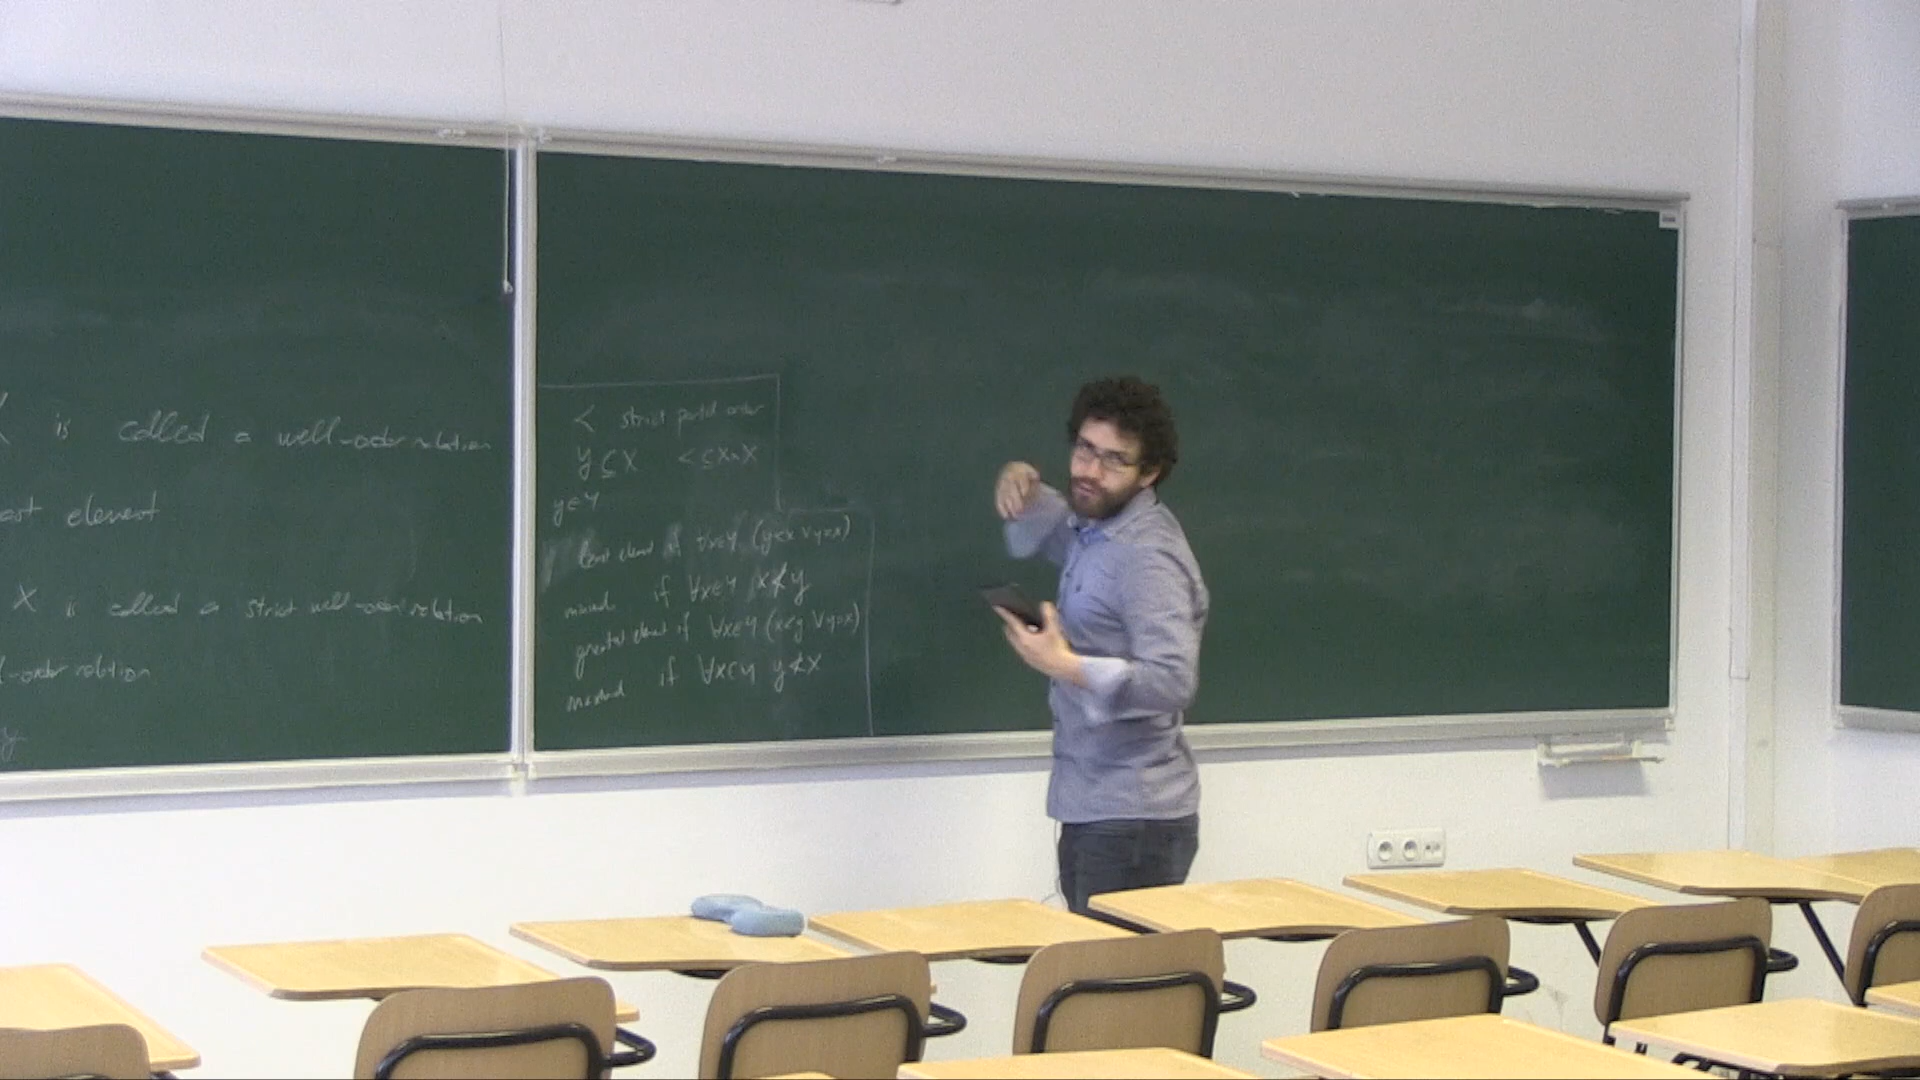 X is called a well-order relation
ast element
X is called a strict well-order relation
l-order relation
y
< strict partial order
Y ⊆ X < ⊆ X×X
y ∈ Y
least element if ∀x∈Y (y<x ∨ y=x)
minimal if ∀x∈Y x≮y
greatest element if ∀x∈Y (x<y ∨ y=x)
maximal if ∀x∈Y y≮x